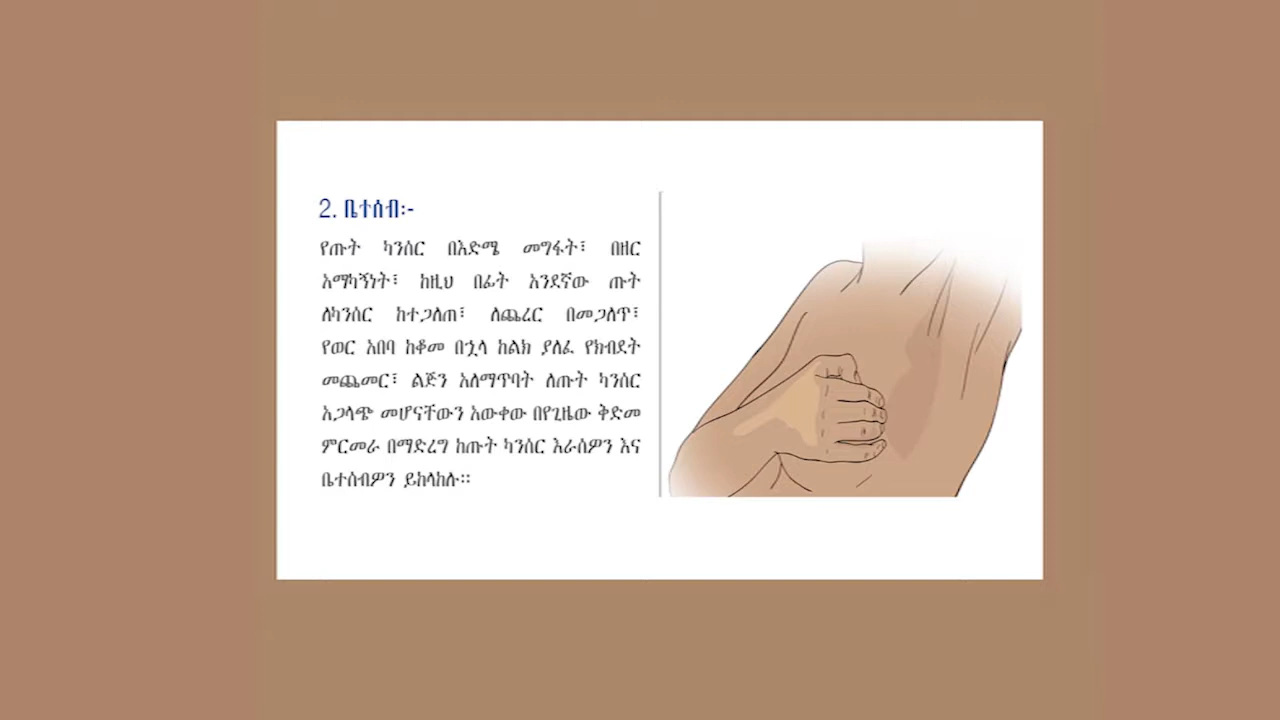 2. ቤተሰብ፡-
የጡት ካንሰር በእድሜ መግፋት፣ በዘር
አማካኝነት፣ ከዚህ በፊት አንደኛው ጡት
ለካንሰር ከተጋለጠ፣ ለጨረር በመጋለጥ፣
የወር አበባ ከቆመ በኋላ ከልክ ያለፈ የክብደት
መጨመር፣ ልጅን አለማጥባት ለጡት ካንሰር
አጋላጭ መሆናቸውን አውቀው በየጊዜው ቅድመ
ምርመራ በማድረግ ከጡት ካንሰር እራስዎን እና
ቤተሰብዎን ይከላከሉ።